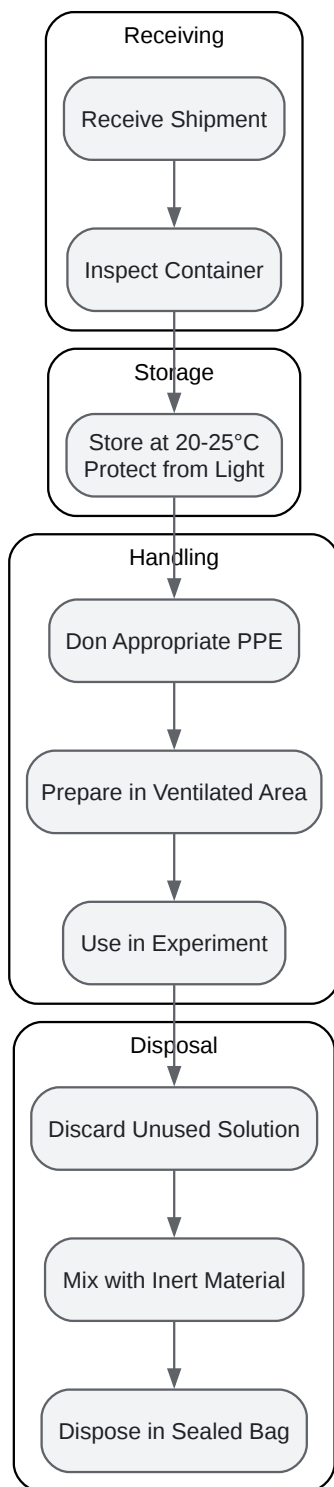 Receiving
Receive Shipment
Inspect Container
Storage
Store at 20-25°C
Protect from Light
Handling
Don Appropriate PPE
Prepare in Ventilated Area
Use in Experiment
Disposal
Discard Unused Solution
Mix with Inert Material
Dispose in Sealed Bag